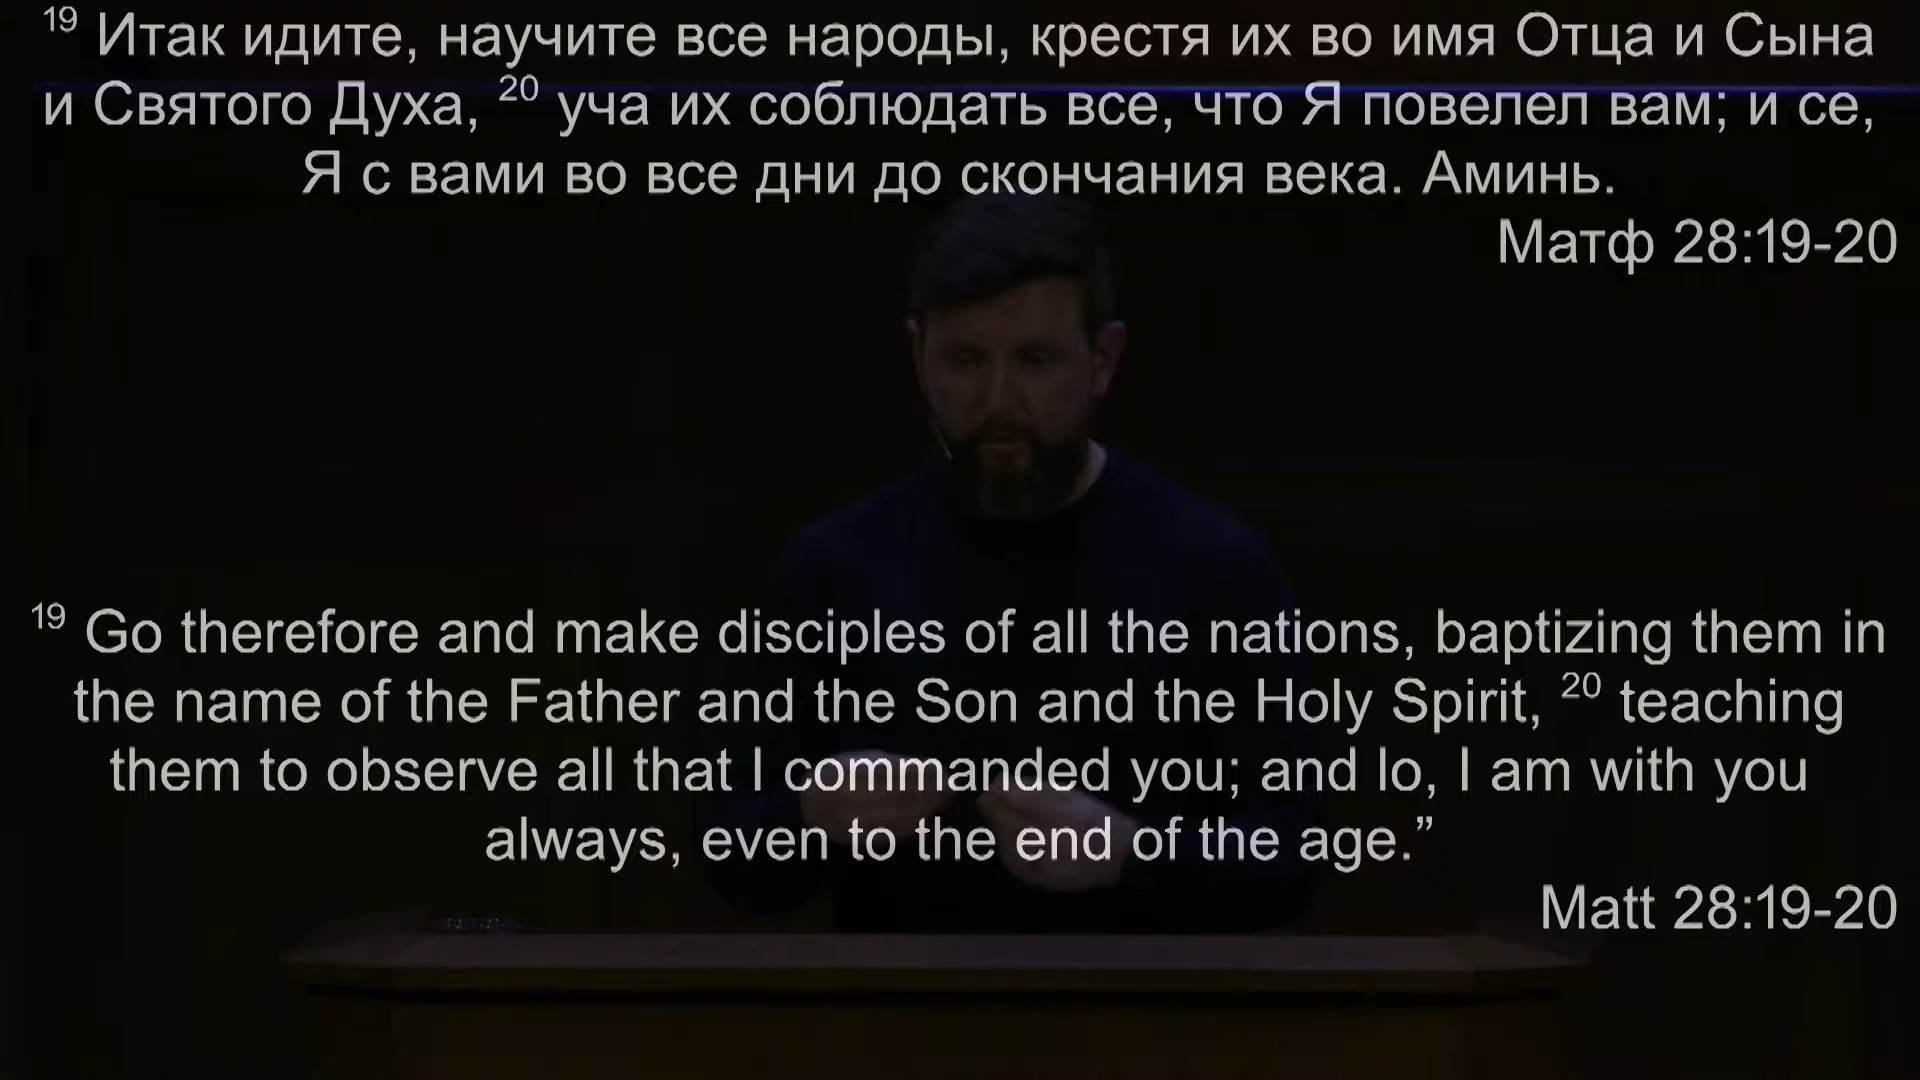 19 Итак идите, научите все народы, крестя их во имя Отца и Сына
и Святого Духа, 20 уча их соблюдать все, что Я повелел вам; и се,
Я с вами во все дни до скончания века. Аминь.
Матф 28:19-20
19 Go therefore and make disciples of all the nations, baptizing them in
the name of the Father and the Son and the Holy Spirit, 20 teaching
them to observe all that I commanded you; and lo, I am with you
always, even to the end of the age.”
Matt 28:19-20